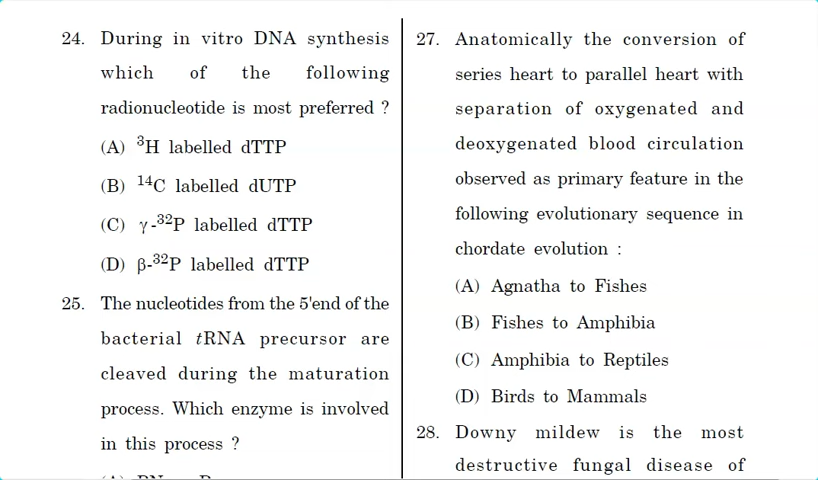 24. During in vitro DNA synthesis
which of the following
radionucleotide is most preferred ?
(A) ³H labelled dTTP
(B) ¹⁴C labelled dUTP
(C) γ-³²P labelled dTTP
(D) β-³²P labelled dTTP
25. The nucleotides from the 5'end of the
bacterial tRNA precursor are
cleaved during the maturation
process. Which enzyme is involved
in this process ?
27. Anatomically the conversion of
series heart to parallel heart with
separation of oxygenated and
deoxygenated blood circulation
observed as primary feature in the
following evolutionary sequence in
chordate evolution :
(A) Agnatha to Fishes
(B) Fishes to Amphibia
(C) Amphibia to Reptiles
(D) Birds to Mammals
28. Downy mildew is the most
destructive fungal disease of